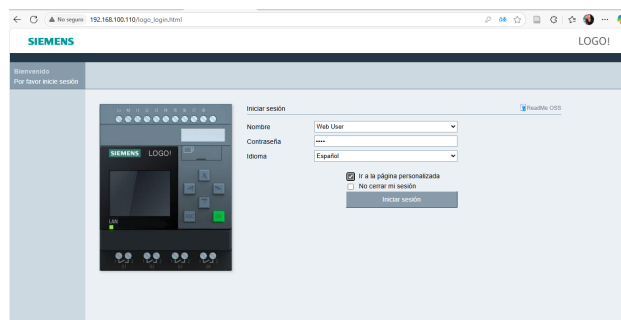 No seguro 192.168.100.110/logo_login.html
SIEMENS
LOGO!
Bienvenido
Por favor inicie sesión
Iniciar sesión
ReadMe OSS
Nombre
Web User
Contraseña
••••
Idioma
Español
Ir a la página personalizada
No cerrar mi sesión
Iniciar sesión
SIEMENS LOGO!
LAN